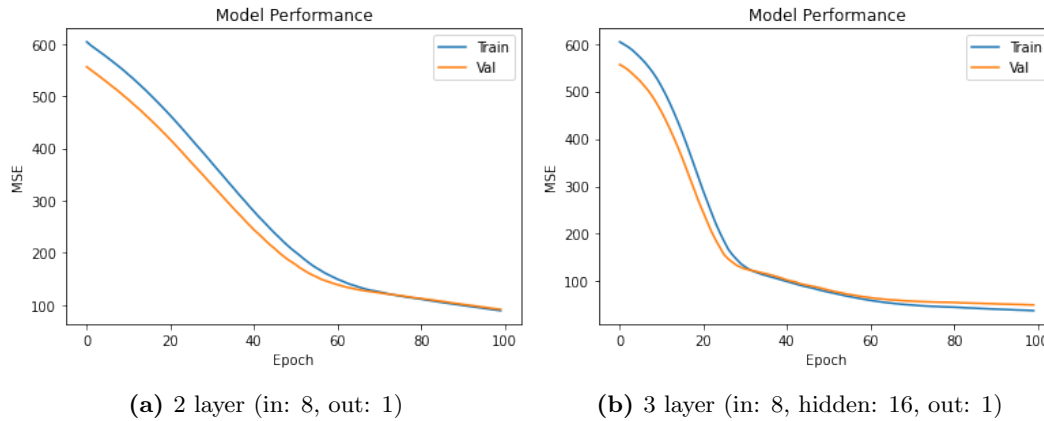 Model Performance
600
500
400
300
200
100
MSE
0
20
40
60
80
100
Epoch
Train
Val
(a) 2 layer (in: 8, out: 1)
Model Performance
600
500
400
300
200
100
MSE
0
20
40
60
80
100
Epoch
Train
Val
(b) 3 layer (in: 8, hidden: 16, out: 1)